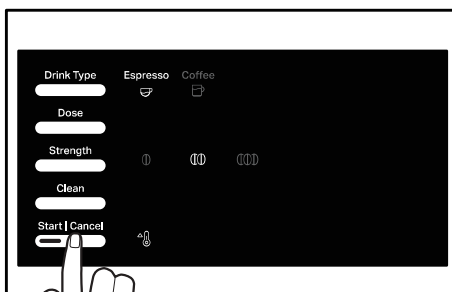 Drink Type
Espresso Coffee
Dose
Strength
Clean
Start | Cancel